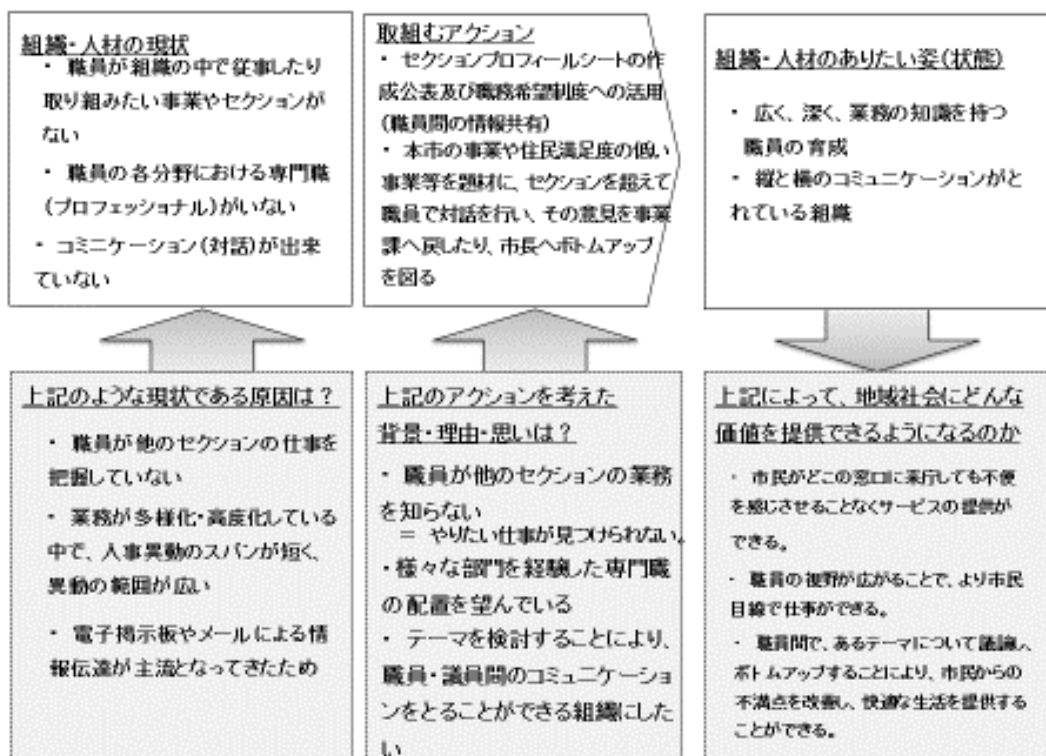 組織・人材の現状
・ 職員が組織の中で従事したり
取り組みたい事業やセクションが
ない
・ 職員の各分野における専門職
(プロフェッショナル)がいない
・ コミニケーション(対話)が出来
ていない
取組むアクション
・ セクションプロフィールシートの作
成公表及び職務希望制度への活用
(職員間の情報共有)
・ 本市の事業や住民満足度の低い
事業等を題材に、セクションを超えて
職員で対話を行い、その意見を事業
課へ戻したり、市長へボトムアップ
を図る
組織・人材のありたい姿(状態)
・ 広く、深く、業務の知識を持つ
職員の育成
・ 縦と横のコミュニケーションがと
れている組織
上記のような現状である原因は?
・ 職員が他のセクションの仕事を
把握していない
・ 業務が多様化・高度化している
中で、人事異動のスパンが短く、
異動の範囲が広い
・ 電子掲示板やメールによる情
報伝達が主流となってきたため
上記のアクションを考えた
背景・理由・思いは?
・ 職員が他のセクションの業務
を知らない
= やりたい仕事が見つけられない。
・様々な部門を経験した専門職
の配置を望んでいる
・ テーマを検討することにより、
職員・議員間のコミュニケーション
をとることができる組織にした
い
上記によって、地域社会にどんな
価値を提供できるようになるのか
・ 市民がどこの窓口に来庁しても不便
を感じさせることなくサービスの提供が
できる。
・ 職員の視野が広がることで、より市民
目線で仕事ができる。
・ 職員間で、あるテーマについて議論し、
ボトムアップすることにより、市民からの
不満点を改善し、快適な生活を提供する
ことができる。